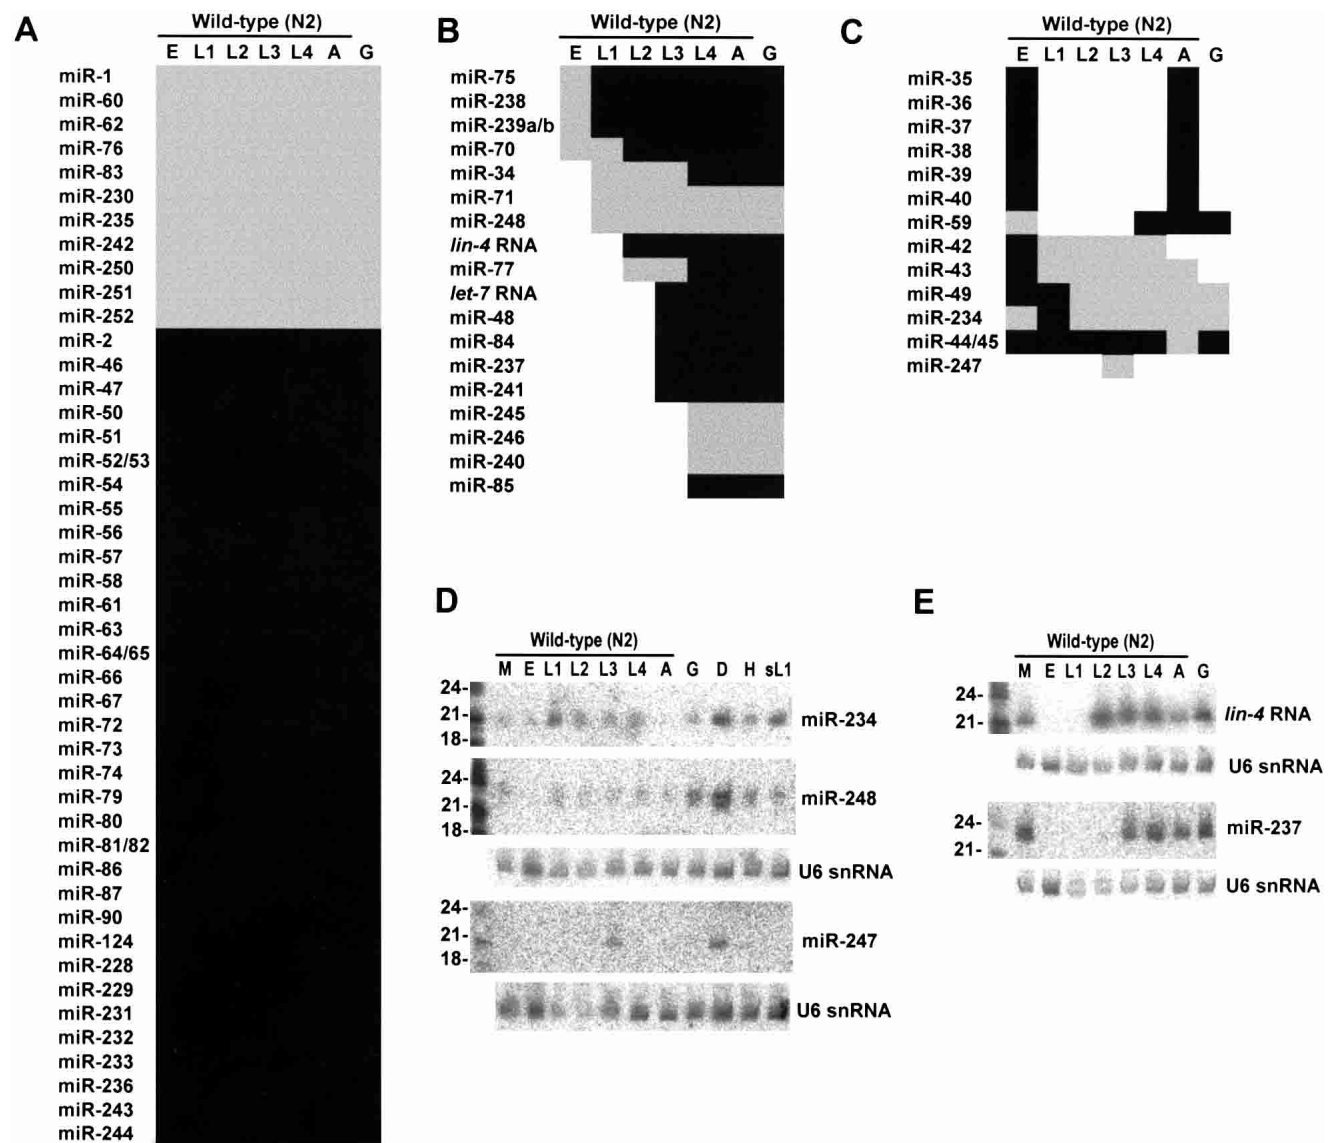 A
Wild-type (N2)
E L1 L2 L3 L4 A G
miR-1
miR-60
miR-62
miR-76
miR-83
miR-230
miR-235
miR-242
miR-250
miR-251
miR-252
miR-2
miR-46
miR-47
miR-50
miR-51
miR-52/53
miR-54
miR-55
miR-56
miR-57
miR-58
miR-61
miR-63
miR-64/65
miR-66
miR-67
miR-72
miR-73
miR-74
miR-79
miR-80
miR-81/82
miR-86
miR-87
miR-90
miR-124
miR-228
miR-229
miR-231
miR-232
miR-233
miR-236
miR-243
miR-244
B
Wild-type (N2)
E L1 L2 L3 L4 A G
miR-75
miR-238
miR-239a/b
miR-70
miR-34
miR-71
miR-248
lin-4 RNA
miR-77
let-7 RNA
miR-48
miR-84
miR-237
miR-241
miR-245
miR-246
miR-240
miR-85
C
Wild-type (N2)
E L1 L2 L3 L4 A G
miR-35
miR-36
miR-37
miR-38
miR-39
miR-40
miR-59
miR-42
miR-43
miR-49
miR-234
miR-44/45
miR-247
D
Wild-type (N2)
M E L1 L2 L3 L4 A G D H sL1
24-
21- miR-234
18-
24-
miR-248
21-
18-
U6 snRNA
24-
21- miR-247
18-
U6 snRNA
E
Wild-type (N2)
M E L1 L2 L3 L4 A G
24-
21- lin-4 RNA
U6 snRNA
24- miR-237
21-
U6 snRNA